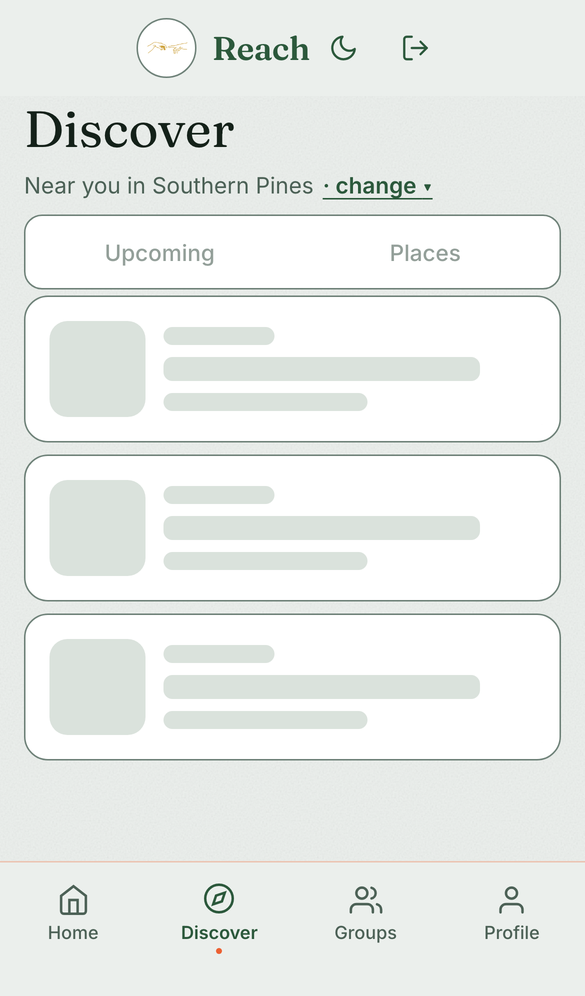 Reach
Discover
Near you in Southern Pines · change ▾
Upcoming Places
Home Discover Groups Profile